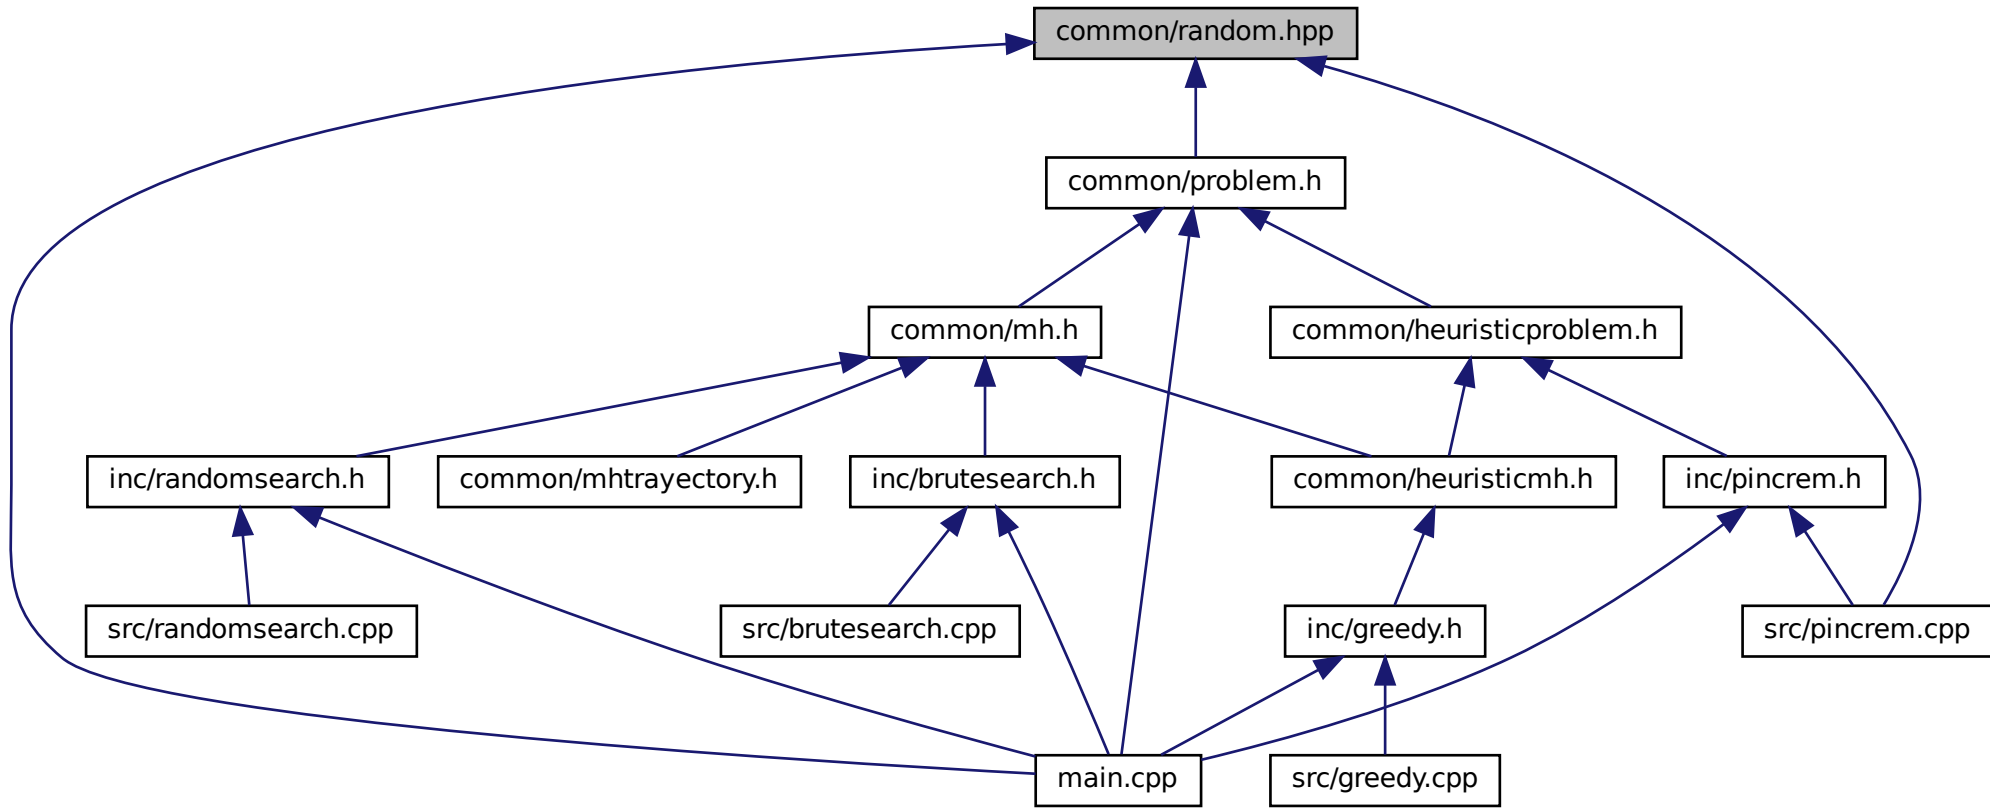 common/random.hpp
common/problem.h
common/mh.h
common/heuristicproblem.h
inc/randomsearch.h
common/mhtrayectory.h
inc/brutesearch.h
common/heuristicmh.h
inc/pincrem.h
src/randomsearch.cpp
src/brutesearch.cpp
inc/greedy.h
src/pincrem.cpp
main.cpp
src/greedy.cpp